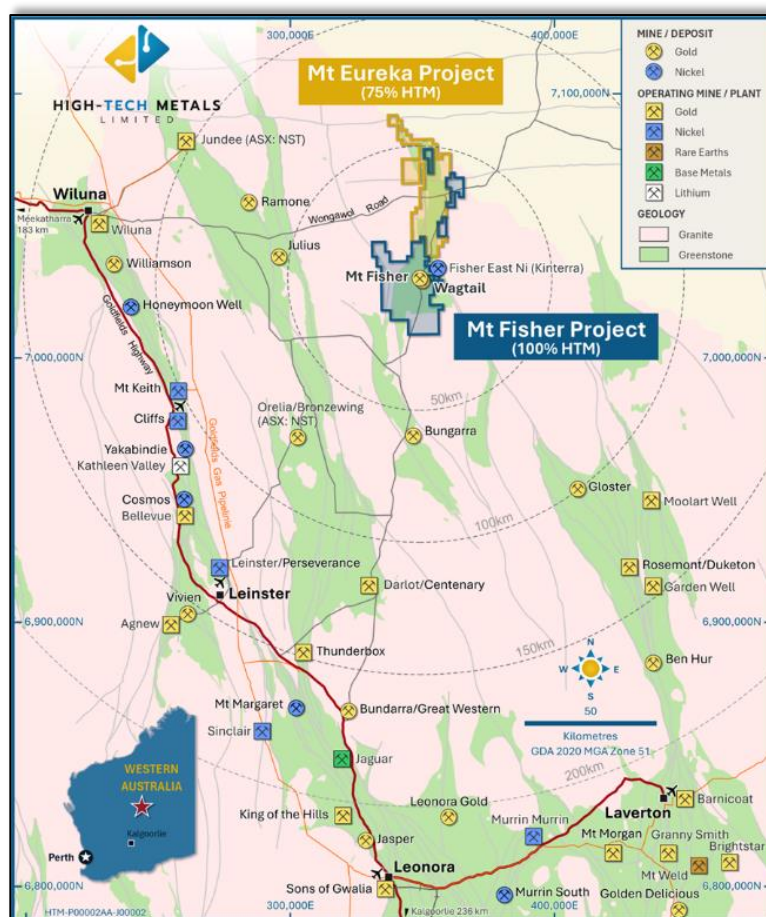 300,000E
400,000E
HIGH-TECH METALS
LIMITED
Mt Eureka Project
(75% HTM)
7,100,000N
MINE / DEPOSIT
Gold
Nickel
OPERATING MINE / PLANT
Gold
Nickel
Rare Earths
Base Metals
Lithium
GEOLOGY
Granite
Greenstone
Jundee (ASX: NST)
Wiluna
Meekatharra
183 km
Wiluna
Ramone
Wongawol Road
Julius
Williamson
Mt Fisher
Fisher East Ni (Kinterra)
Wagtail
Honeymoon Well
Goldfields Highway
Mt Fisher Project
(100% HTM)
7,000,000N
7,000,000N
Mt Keith
Cliffs
50km
Orelia/Bronzewing
(ASX: NST)
Bungarra
Yakabindie
Kathleen Valley
Goldfields Gas Pipeline
Cosmos
Bellevue
Gloster
Moolart Well
100km
Leinster/Perseverance
Leinster
Darlot/Centenary
Rosemont/Duketon
Garden Well
Vivien
Agnew
6,900,000N
6,900,000N
Thunderbox
150km
Ben Hur
N
W
E
S
50
Kilometres
GDA 2020 MGA Zone 51
Mt Margaret
Bundarra/Great Western
Sinclair
Jaguar
WESTERN
AUSTRALIA
Kalgoorlie
Perth
200km
Laverton
Barnicoat
King of the Hills
Leonora Gold
Jasper
Murrin Murrin
Mt Morgan
Granny Smith
Brightstar
Mt Weld
Leonora
Sons of Gwalia
6,800,000N
6,800,000N
Murrin South
Golden Delicious
HTM-P00002AA-J00002
300,000E
Kalgoorlie 236 km
400,000E